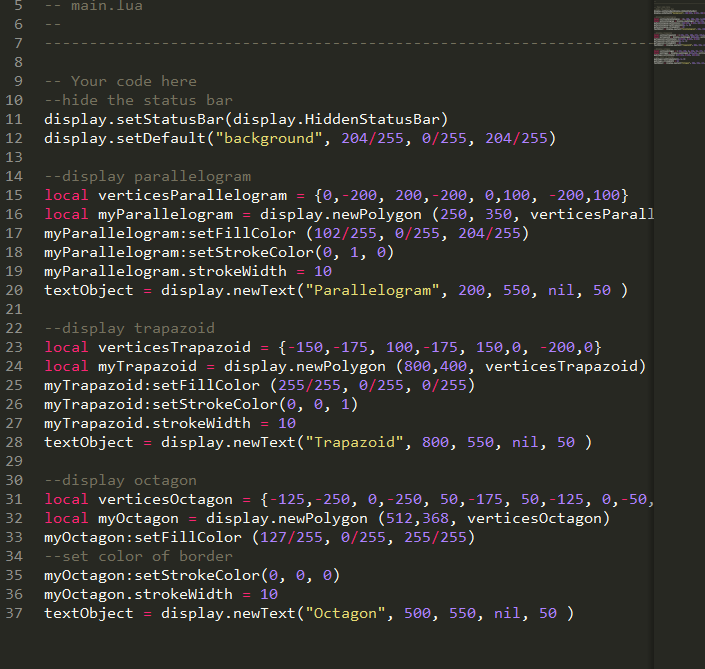 5 -- main.lua
6 --
7 -----------------------------------------------------------------
8
9 -- Your code here
10 --hide the status bar
11 display.setStatusBar(display.HiddenStatusBar)
12 display.setDefault("background", 204/255, 0/255, 204/255)
13
14 --display parallelogram
15 local verticesParallelogram = {0,-200, 200,-200, 0,100, -200,100}
16 local myParallelogram = display.newPolygon (250, 350, verticesParall
17 myParallelogram:setFillColor (102/255, 0/255, 204/255)
18 myParallelogram:setStrokeColor(0, 1, 0)
19 myParallelogram.strokeWidth = 10
20 textObject = display.newText("Parallelogram", 200, 550, nil, 50 )
21
22 --display trapazoid
23 local verticesTrapazoid = {-150,-175, 100,-175, 150,0, -200,0}
24 local myTrapazoid = display.newPolygon (800,400, verticesTrapazoid)
25 myTrapazoid:setFillColor (255/255, 0/255, 0/255)
26 myTrapazoid:setStrokeColor(0, 0, 1)
27 myTrapazoid.strokeWidth = 10
28 textObject = display.newText("Trapazoid", 800, 550, nil, 50 )
29
30 --display octagon
31 local verticesOctagon = {-125,-250, 0,-250, 50,-175, 50,-125, 0,-50,
32 local myOctagon = display.newPolygon (512,368, verticesOctagon)
33 myOctagon:setFillColor (127/255, 0/255, 255/255)
34 --set color of border
35 myOctagon:setStrokeColor(0, 0, 0)
36 myOctagon.strokeWidth = 10
37 textObject = display.newText("Octagon", 500, 550, nil, 50 )